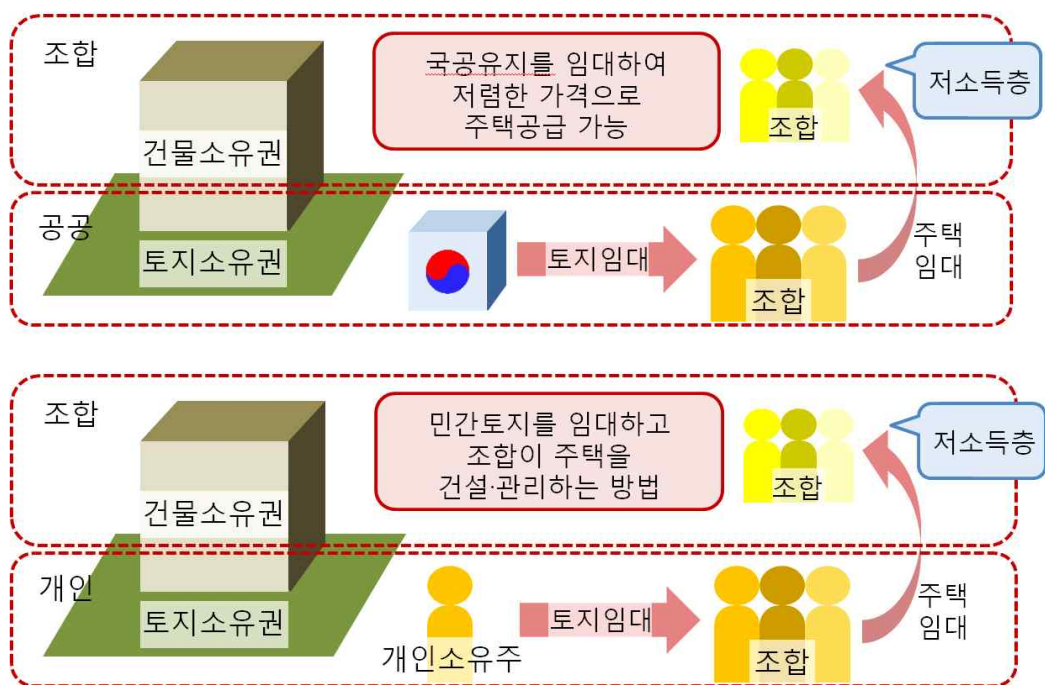 조합
국공유지를 임대하여
저렴한 가격으로
주택공급 가능
저소득층
조합
건물소유권
공공
토지소유권
토지임대
조합
주택
임대
조합
민간토지를 임대하고
조합이 주택을
건설·관리하는 방법
저소득층
조합
건물소유권
개인
토지소유권
개인소유주
토지임대
조합
주택
임대